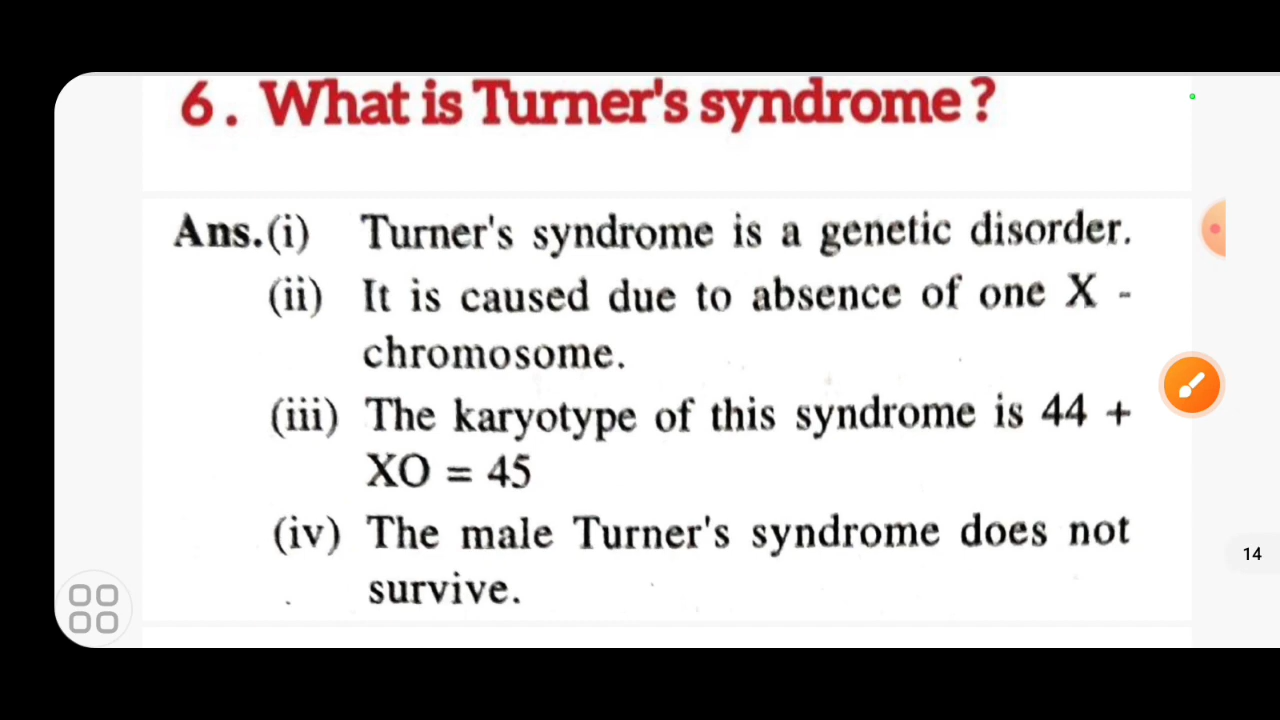 6. What is Turner's syndrome?
Ans.(i) Turner's syndrome is a genetic disorder.
(ii) It is caused due to absence of one X -
chromosome.
(iii) The karyotype of this syndrome is 44 +
XO = 45
(iv) The male Turner's syndrome does not
survive.
14